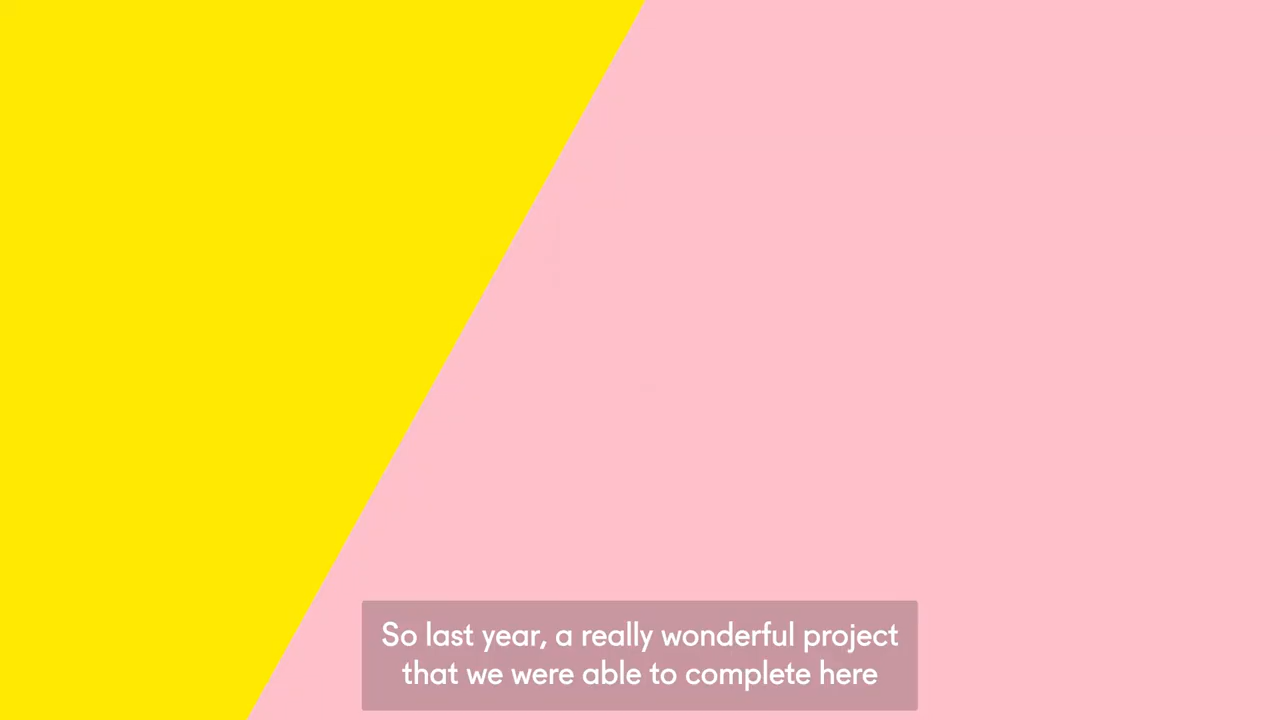 So last year, a really wonderful project
that we were able to complete here